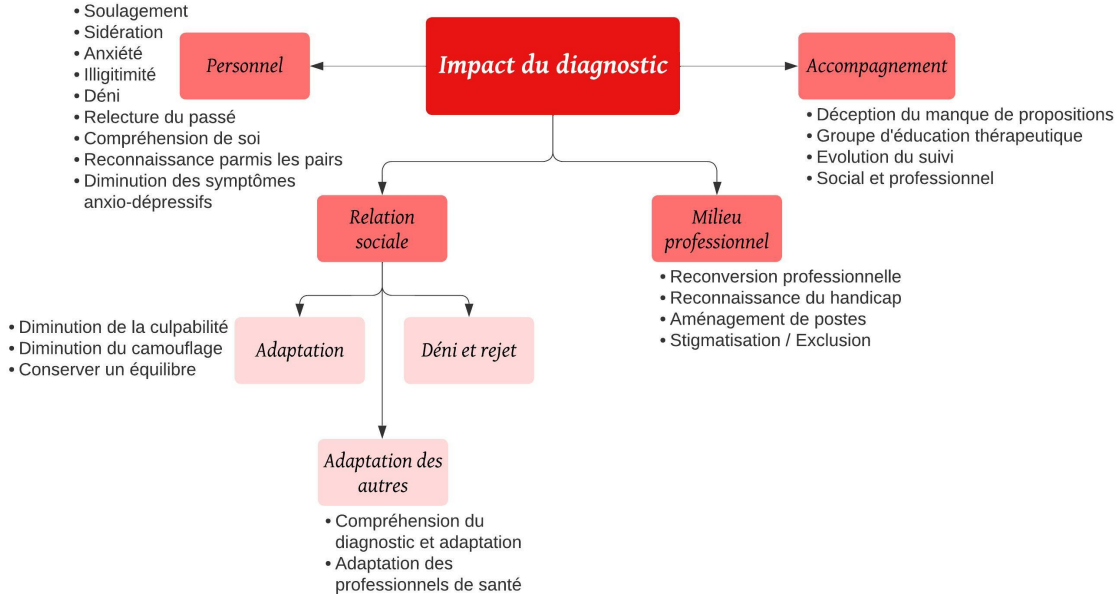 Impact du diagnostic
Personnel
• Soulagement
• Sidération
• Anxiété
• Illigitimité
• Déni
• Relecture du passé
• Compréhension de soi
• Reconnaissance parmis les pairs
• Diminution des symptômes
anxio-dépressifs
Accompagnement
• Déception du manque de propositions
• Groupe d'éducation thérapeutique
• Evolution du suivi
• Social et professionnel
Relation
sociale
Milieu
professionnel
• Reconversion professionnelle
• Reconnaissance du handicap
• Aménagement de postes
• Stigmatisation / Exclusion
Adaptation
• Diminution de la culpabilité
• Diminution du camouflage
• Conserver un équilibre
Déni et rejet
Adaptation des
autres
• Compréhension du
diagnostic et adaptation
• Adaptation des
professionnels de santé